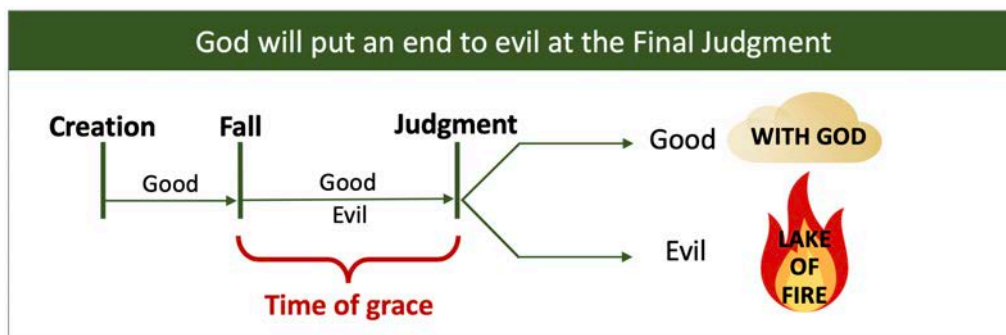 God will put an end to evil at the Final Judgment
Creation
Fall
Judgment
Good
Good
Evil
Time of grace
Good
WITH GOD
Evil
LAKE
OF
FIRE